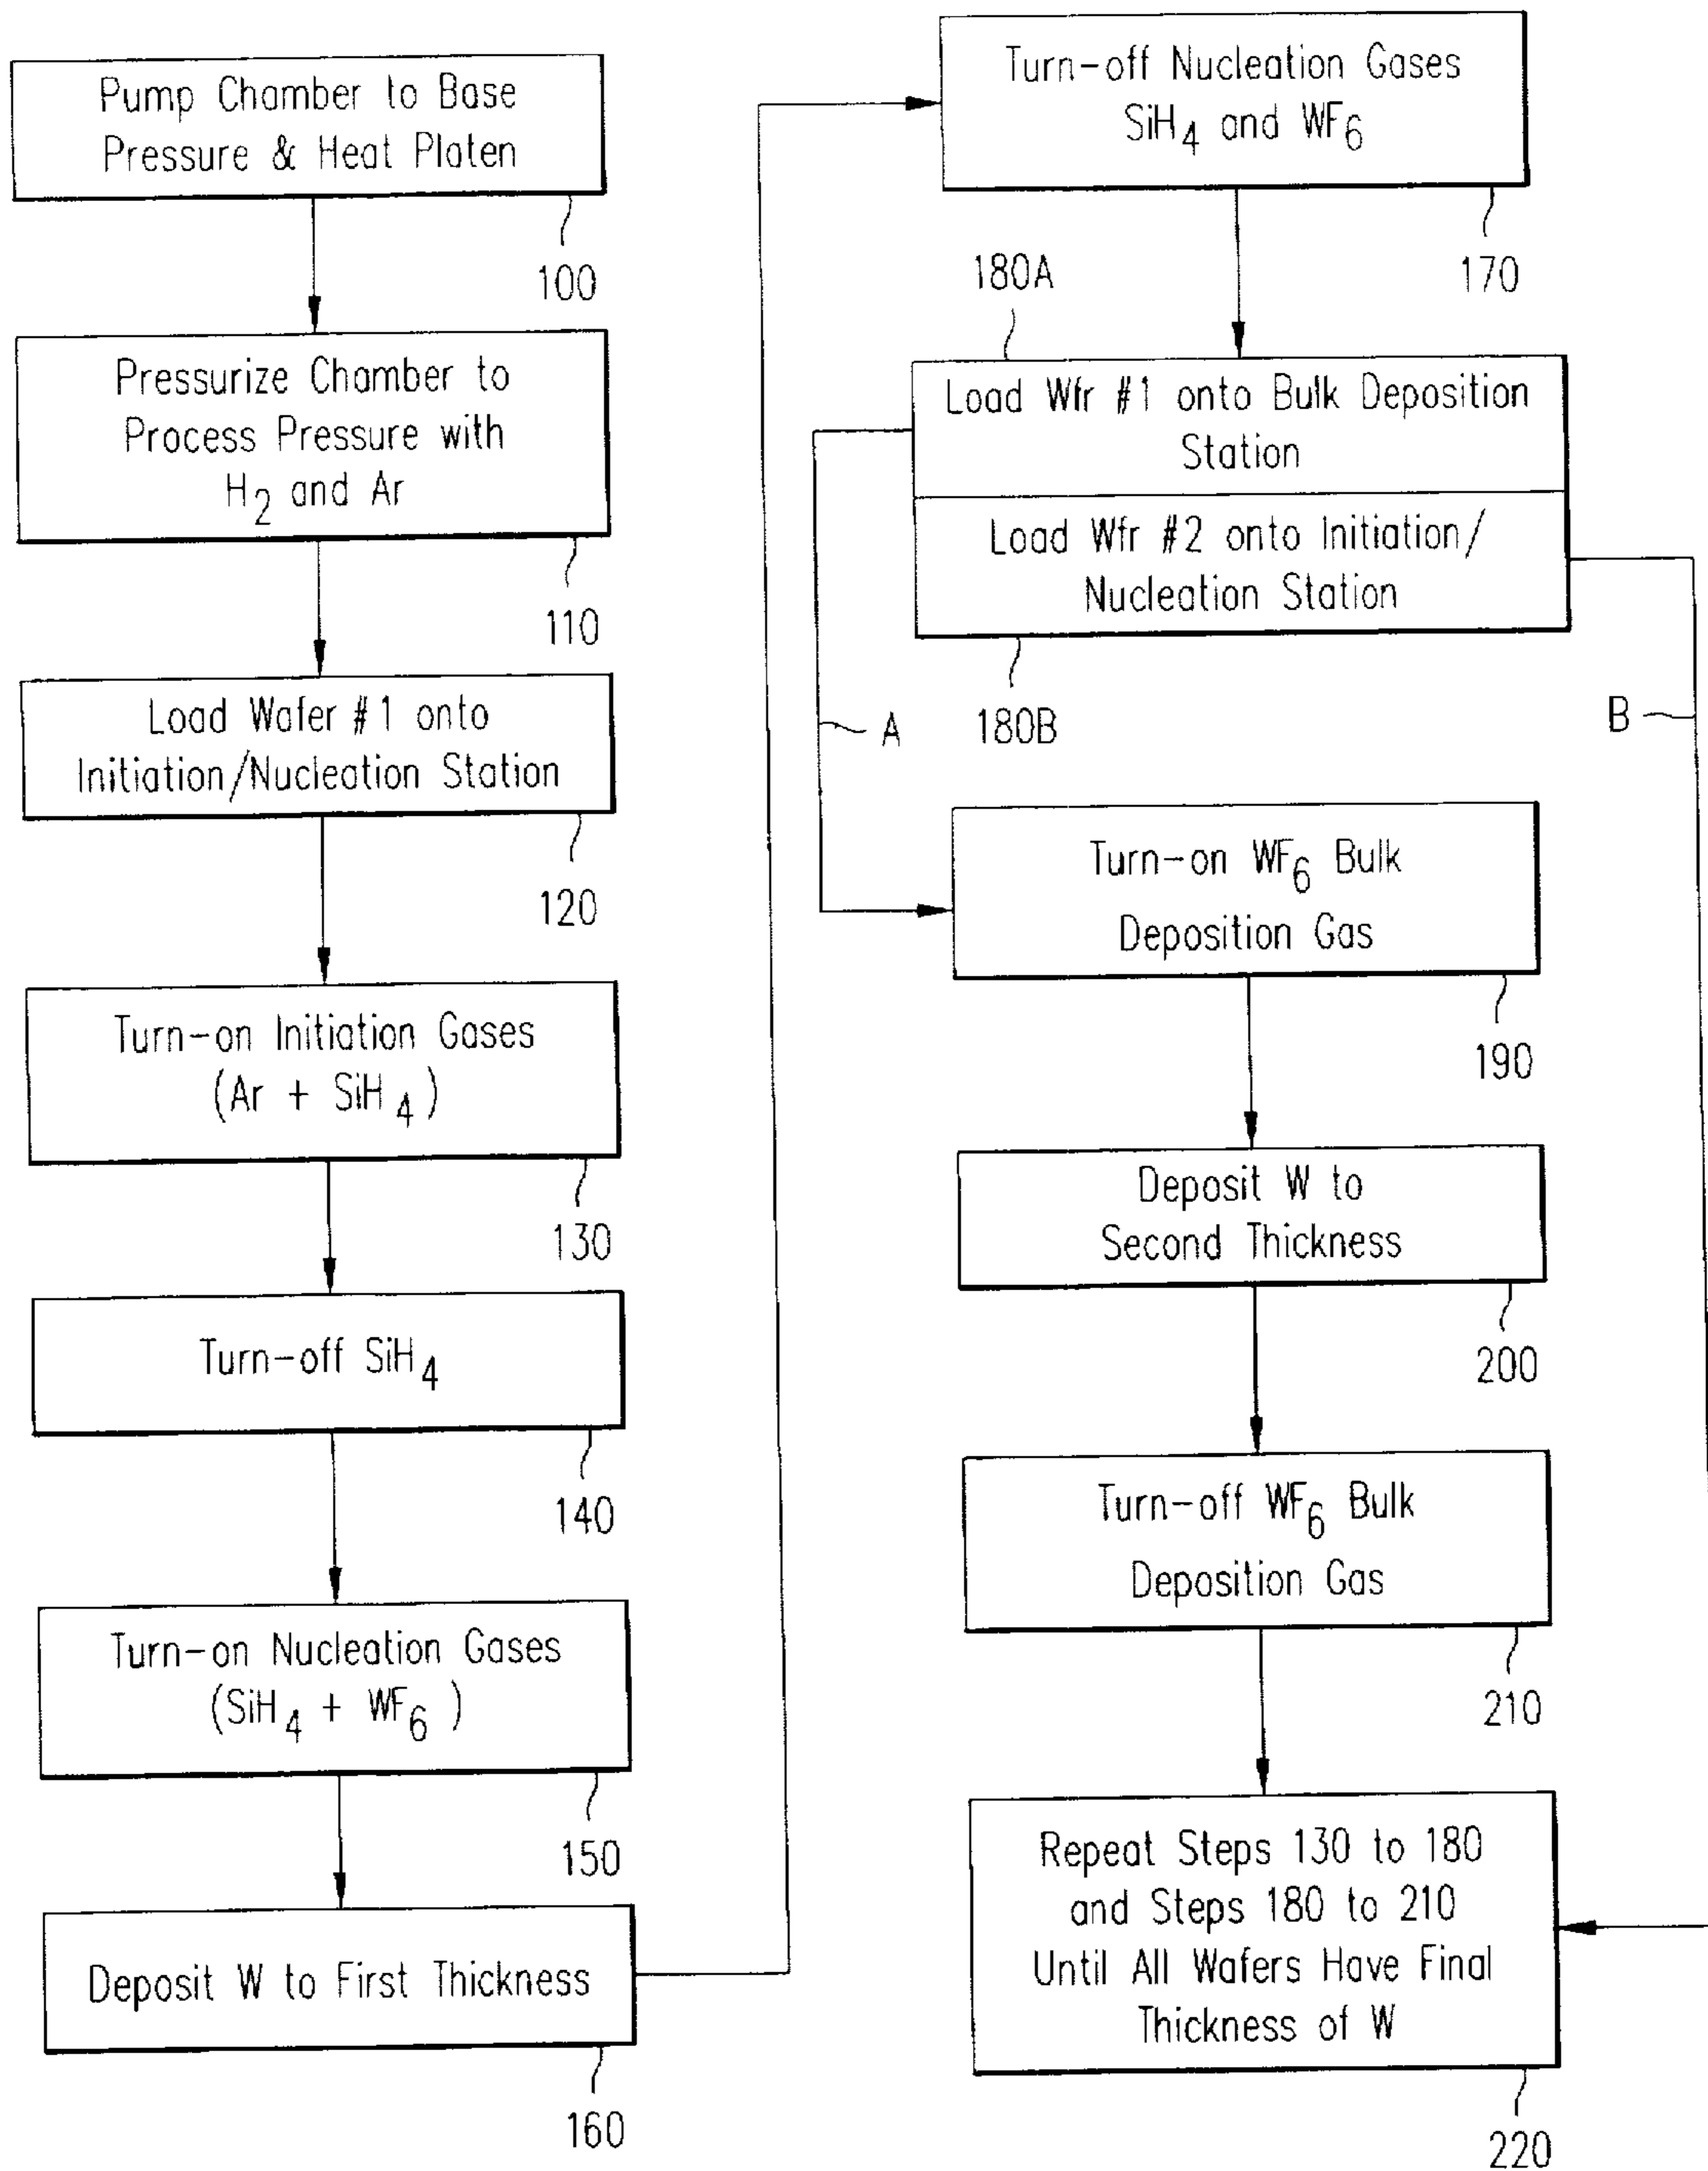 Pump Chamber to Base
Pressure & Heat Platen
100
Pressurize Chamber to
Process Pressure with
H2 and Ar
110
Load Wafer #1 onto
Initiation/Nucleation Station
120
Turn-on Initiation Gases
(Ar + SiH4)
130
Turn-off SiH4
140
Turn-on Nucleation Gases
(SiH4 + WF6 )
150
Deposit W to First Thickness
160
Turn-off Nucleation Gases
SiH4 and WF6
170
180A
Load Wfr #1 onto Bulk Deposition
Station
Load Wfr #2 onto Initiation/
Nucleation Station
180B
A
B
Turn-on WF6 Bulk
Deposition Gas
190
Deposit W to
Second Thickness
200
Turn-off WF6 Bulk
Deposition Gas
210
Repeat Steps 130 to 180
and Steps 180 to 210
Until All Wafers Have Final
Thickness of W
220